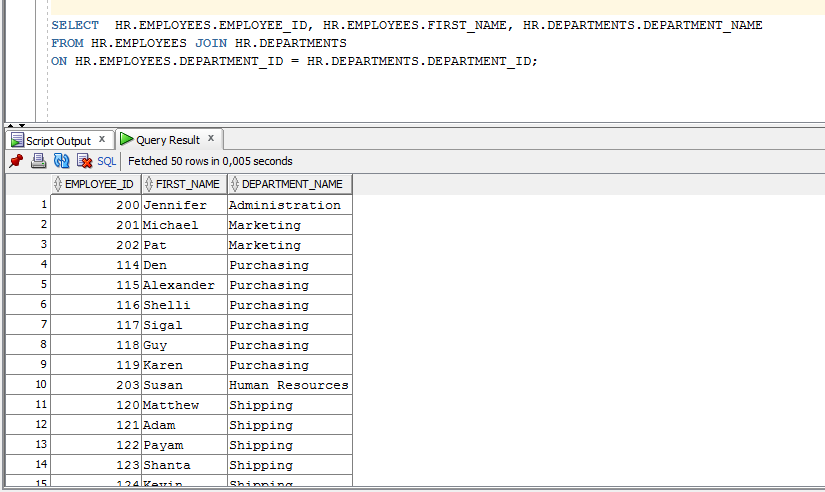 SELECT  HR.EMPLOYEES.EMPLOYEE_ID, HR.EMPLOYEES.FIRST_NAME, HR.DEPARTMENTS.DEPARTMENT_NAME
FROM HR.EMPLOYEES JOIN HR.DEPARTMENTS
ON HR.EMPLOYEES.DEPARTMENT_ID = HR.DEPARTMENTS.DEPARTMENT_ID;
Script Output x Query Result x
SQL Fetched 50 rows in 0,005 seconds
EMPLOYEE_ID FIRST_NAME DEPARTMENT_NAME
1 200 Jennifer Administration
2 201 Michael Marketing
3 202 Pat Marketing
4 114 Den Purchasing
5 115 Alexander Purchasing
6 116 Shelli Purchasing
7 117 Sigal Purchasing
8 118 Guy Purchasing
9 119 Karen Purchasing
10 203 Susan Human Resources
11 120 Matthew Shipping
12 121 Adam Shipping
13 122 Payam Shipping
14 123 Shanta Shipping
15 124 Kevin Shipping